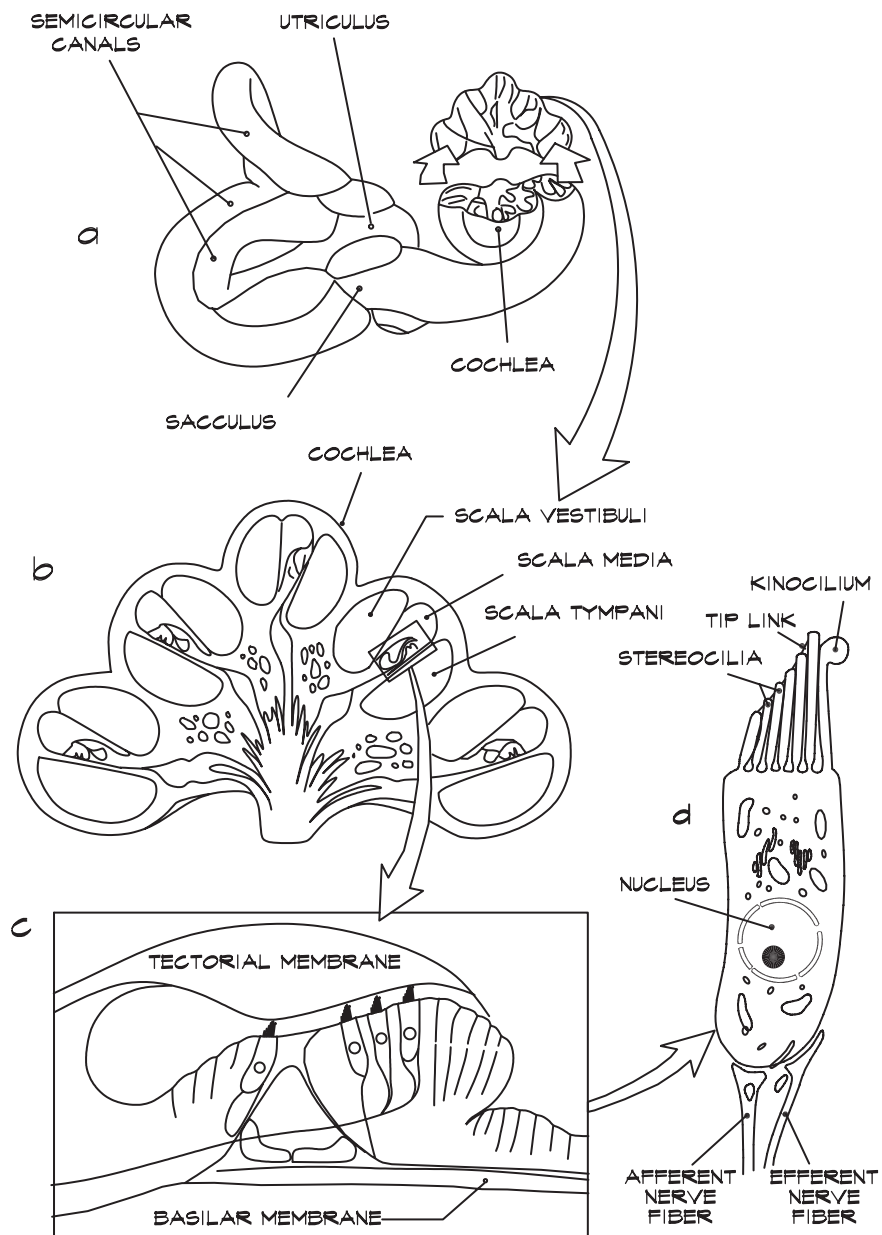 SEMICIRCULAR
CANALS
UTRICULUS
a
COCHLEA
SACCULUS
COCHLEA
b
SCALA VESTIBULI
SCALA MEDIA
SCALA TYMPANI
KINOCILIUM
TIP LINK
STEREOCILIA
d
NUCLEUS
c
TECTORIAL MEMBRANE
BASILAR MEMBRANE
AFFERENT
NERVE
FIBER
EFFERENT
NERVE
FIBER